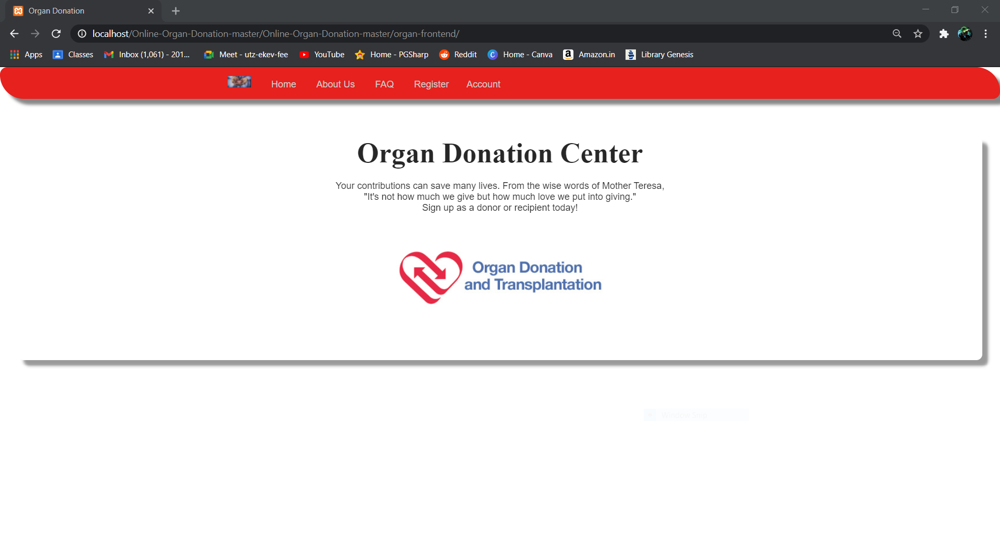 Organ Donation
localhost/Online-Organ-Donation-master/Online-Organ-Donation-master/organ-frontend/
Apps Classes Inbox (1,061) - 201... Meet - utz-ekev-fee YouTube Home - PGSharp Reddit Home - Canva Amazon.in Library Genesis
Home About Us FAQ Register Account
Organ Donation Center
Your contributions can save many lives. From the wise words of Mother Teresa,
"It's not how much we give but how much love we put into giving."
Sign up as a donor or recipient today!
Organ Donation
and Transplantation
Window Snip